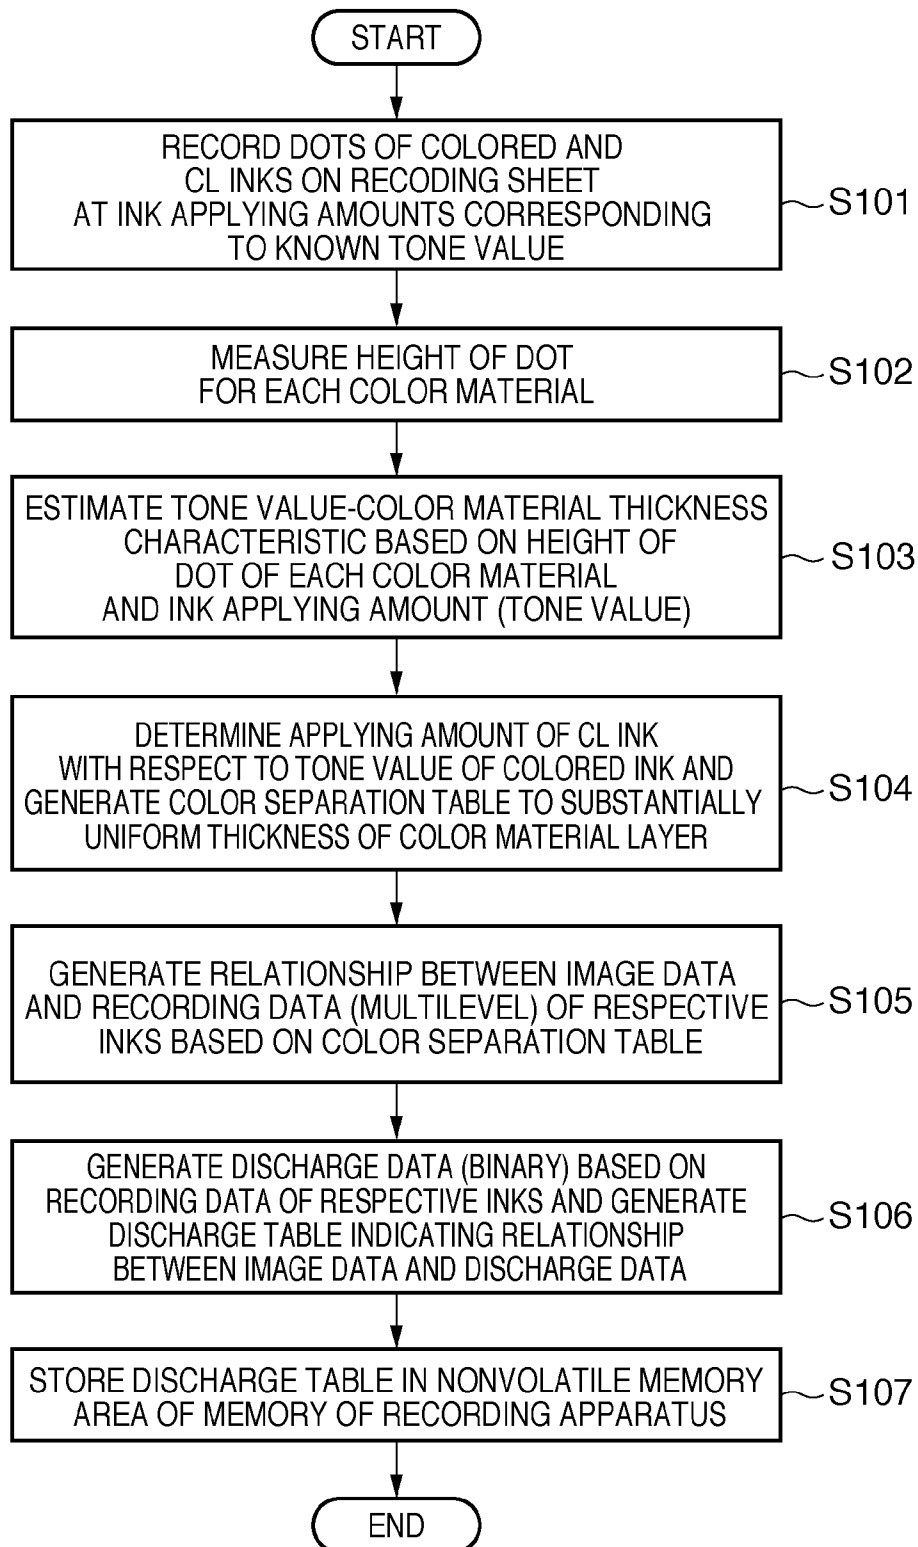 START
RECORD DOTS OF COLORED AND
CL INKS ON RECODING SHEET
AT INK APPLYING AMOUNTS CORRESPONDING
TO KNOWN TONE VALUE
S101
MEASURE HEIGHT OF DOT
FOR EACH COLOR MATERIAL
S102
ESTIMATE TONE VALUE-COLOR MATERIAL THICKNESS
CHARACTERISTIC BASED ON HEIGHT OF
DOT OF EACH COLOR MATERIAL
AND INK APPLYING AMOUNT (TONE VALUE)
S103
DETERMINE APPLYING AMOUNT OF CL INK
WITH RESPECT TO TONE VALUE OF COLORED INK AND
GENERATE COLOR SEPARATION TABLE TO SUBSTANTIALLY
UNIFORM THICKNESS OF COLOR MATERIAL LAYER
S104
GENERATE RELATIONSHIP BETWEEN IMAGE DATA
AND RECORDING DATA (MULTILEVEL) OF RESPECTIVE
INKS BASED ON COLOR SEPARATION TABLE
S105
GENERATE DISCHARGE DATA (BINARY) BASED ON
RECORDING DATA OF RESPECTIVE INKS AND GENERATE
DISCHARGE TABLE INDICATING RELATIONSHIP
BETWEEN IMAGE DATA AND DISCHARGE DATA
S106
STORE DISCHARGE TABLE IN NONVOLATILE MEMORY
AREA OF MEMORY OF RECORDING APPARATUS
S107
END